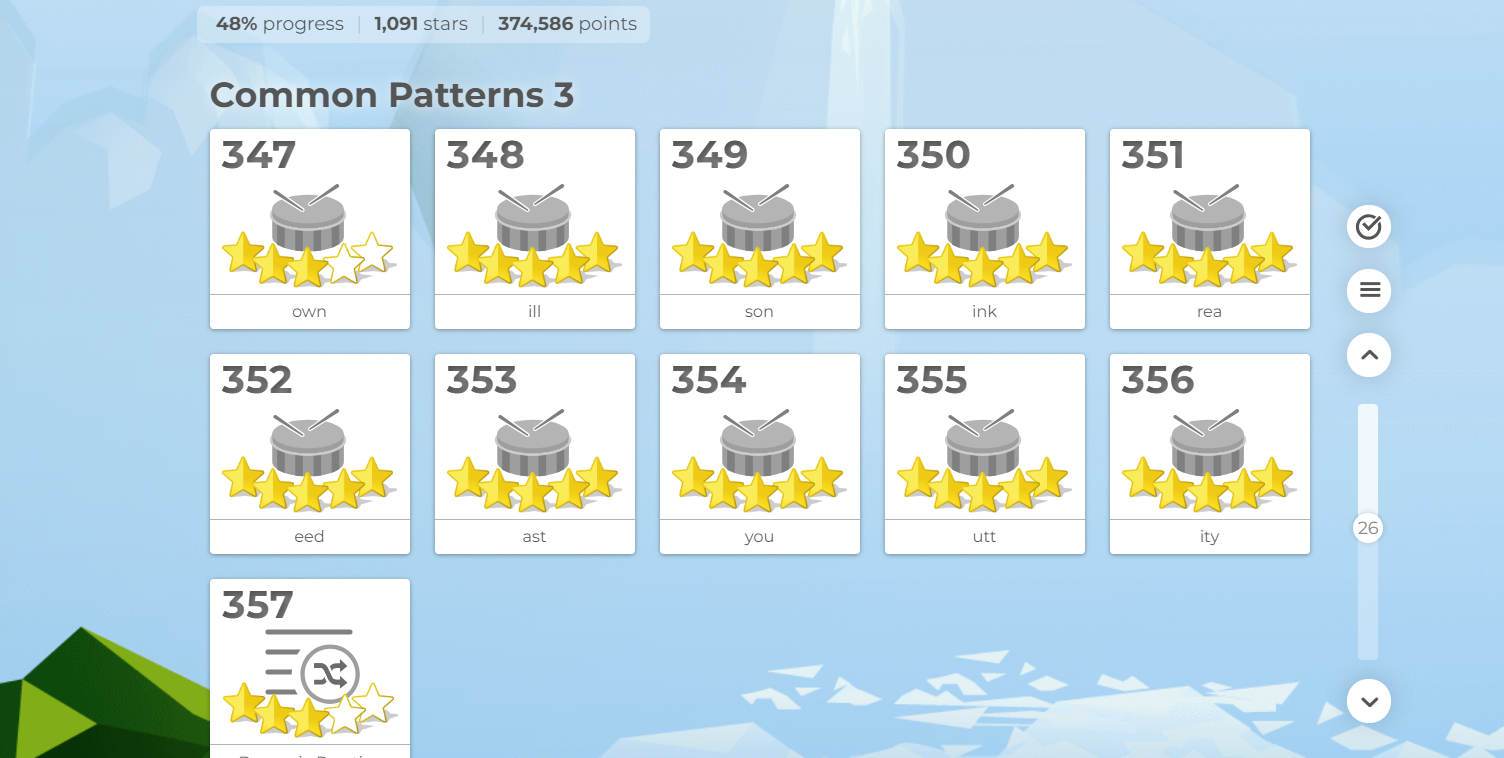 48% progress | 1,091 stars | 374,586 points
Common Patterns 3
347 348 349 350 351
own ill son ink rea
352 353 354 355 356
26
eed ast you utt ity
357